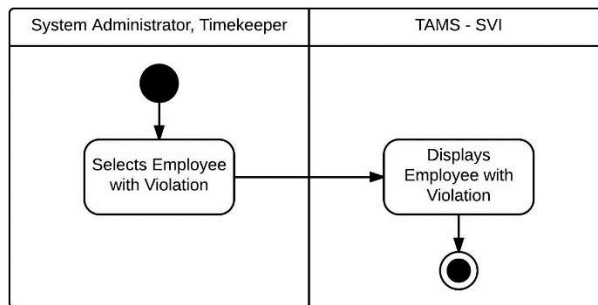 System Administrator, Timekeeper
TAMS - SVI
Selects Employee
with Violation
Displays
Employee with
Violation